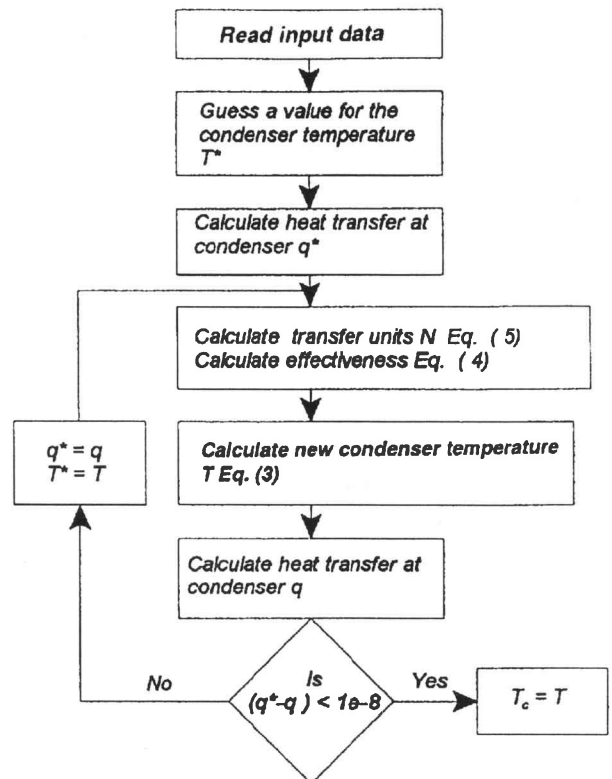 Read input data
Guess a value for the
condenser temperature
T*
Calculate heat transfer at
condenser q*
Calculate transfer units N Eq. ( 5)
Calculate effectiveness Eq. ( 4)
q* = q
T* = T
Calculate new condenser temperature
T Eq. (3)
Calculate heat transfer at
condenser q
No
Is
(q*-q ) < 1e-8
Yes
Tc = T